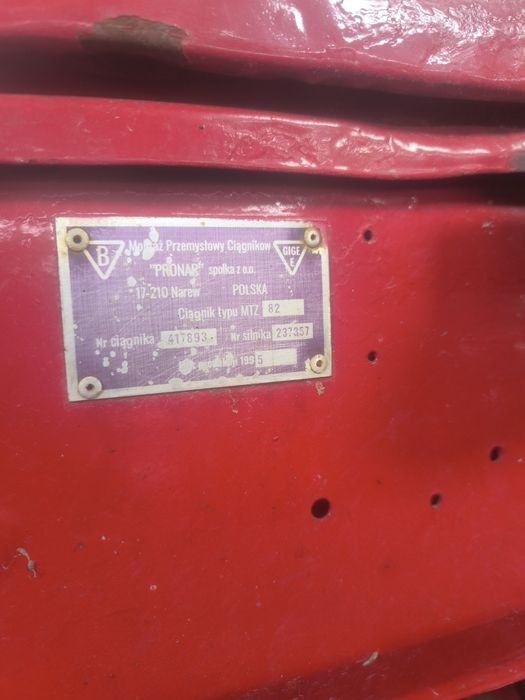 B Montaż Przemysłowy Ciągników GIGE E
"PRONAR" spolka z o.o.
17-210 Narew POLSKA
Ciągnik typu MTZ 82
Nr ciągnika 417893 Nr silnika 237357
1995